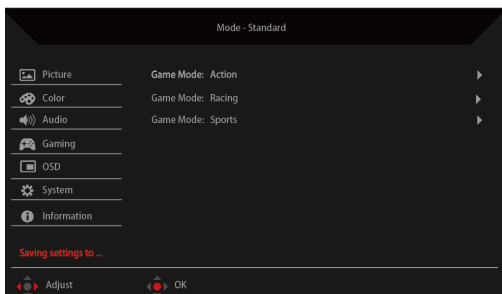 Mode - Standard
Picture
Game Mode: Action
Color
Game Mode: Racing
Audio
Game Mode: Sports
Gaming
OSD
System
Information
Saving settings to ...
Adjust
OK